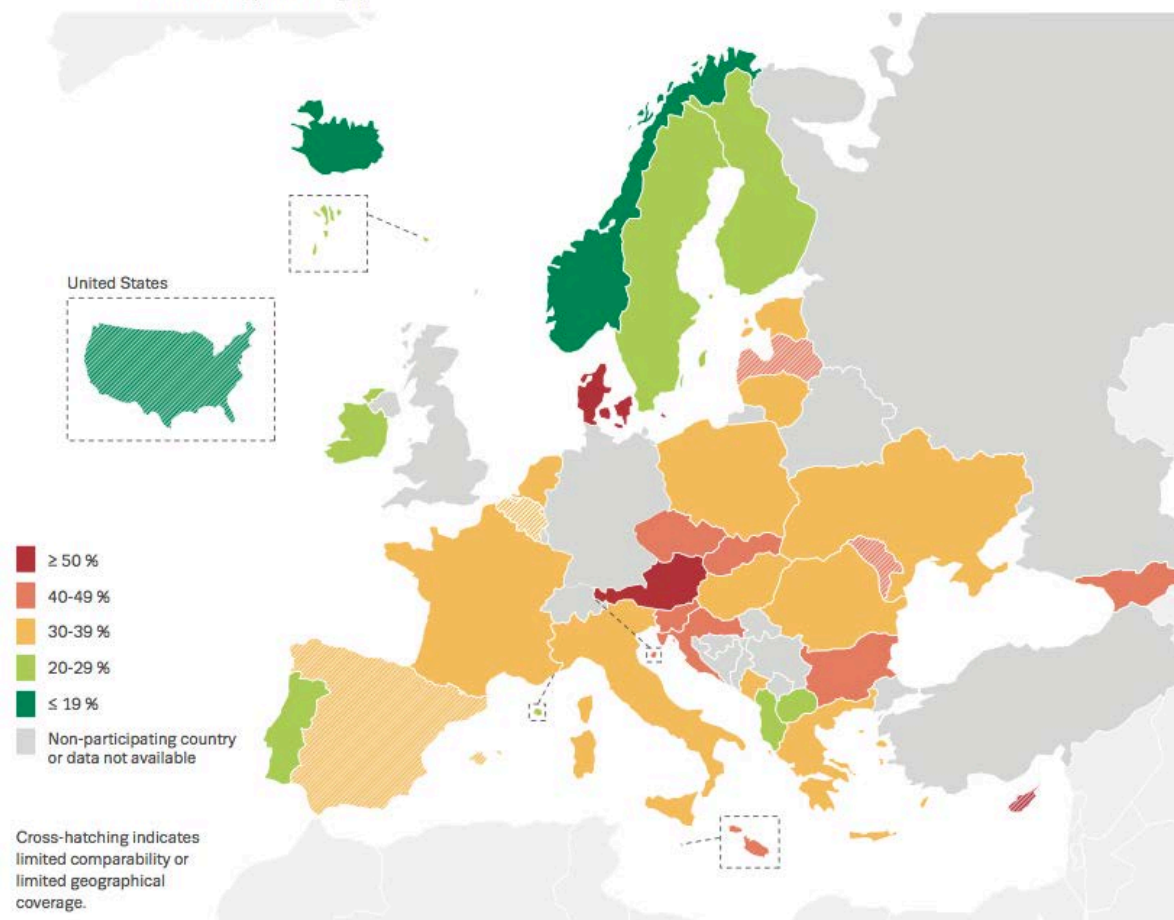 United States
≥ 50 %
40-49 %
30-39 %
20-29 %
≤ 19 %
Non-participating country
or data not available
Cross-hatching indicates
limited comparability or
limited geographical
coverage.